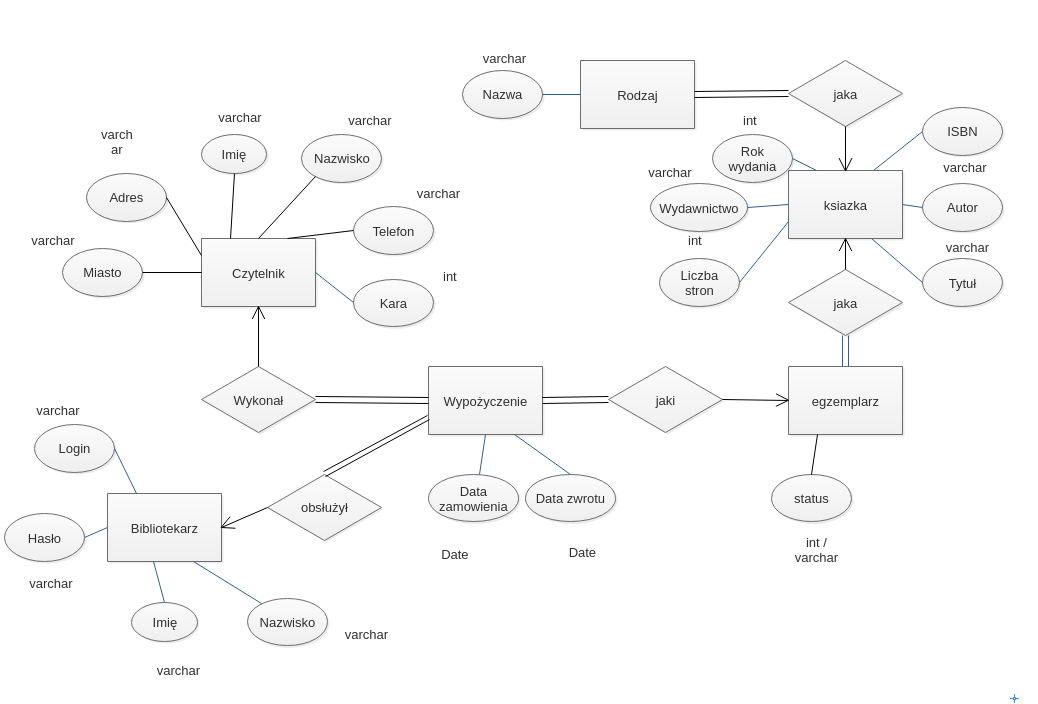 varchar
Nazwa
Rodzaj
jaka
varchar
varchar
varch
ar
Imię
Nazwisko
Adres
varchar
Telefon
varchar
Miasto
Czytelnik
Kara
int
int
Rok
wydania
ISBN
varchar
varchar
Wydawnictwo
ksiazka
Autor
int
varchar
Liczba
stron
Tytuł
jaka
Wykonał
Wypożyczenie
jaki
egzemplarz
varchar
Login
obsłużył
Data
zamowienia
Data zwrotu
status
Bibliotekarz
Hasło
Date
Date
int /
varchar
varchar
Imię
Nazwisko
varchar
varchar